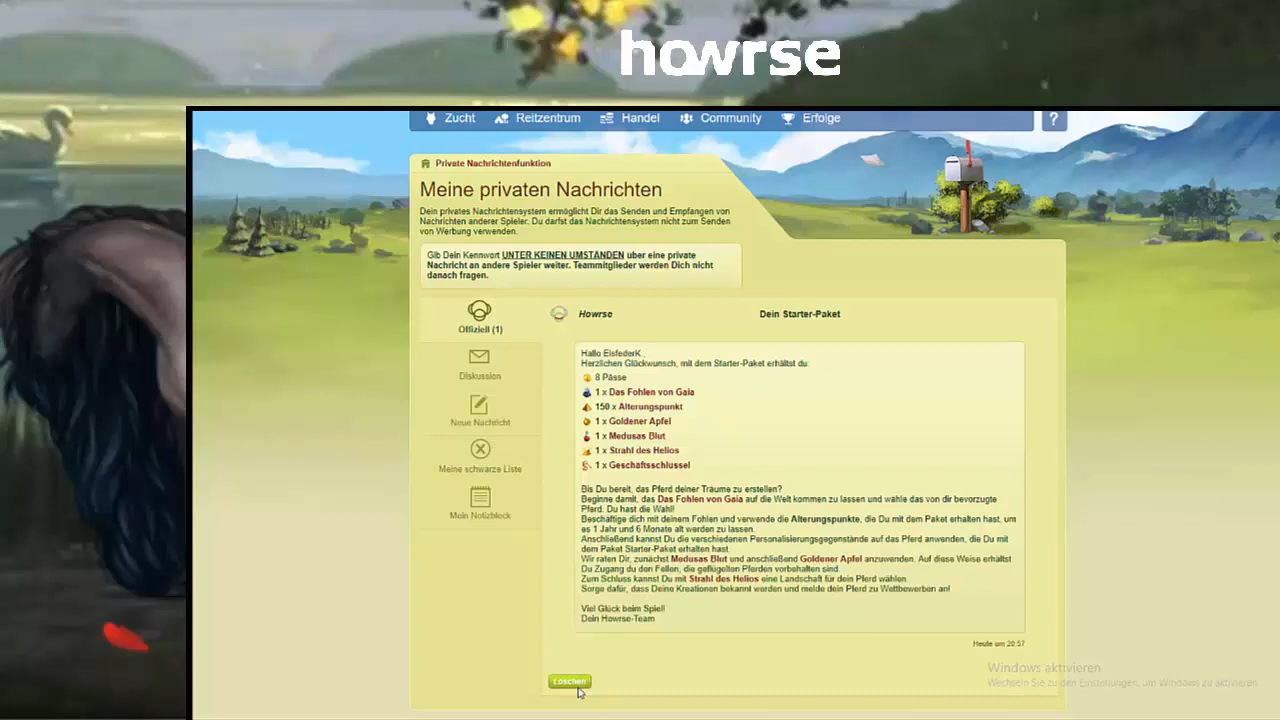 howrse
Zucht Reitzentrum Handel Community Erfolge ?
Private Nachrichtenfunktion
Meine privaten Nachrichten
Dein privates Nachrichtensystem ermöglicht Dir das Senden und Empfangen von
Nachrichten anderer Spieler. Du darfst das Nachrichtensystem nicht zum Senden
von Werbung verwenden.
Gib Dein Kennwort UNTER KEINEN UMSTÄNDEN über eine private
Nachricht an andere Spieler weiter. Teammitglieder werden Dich nicht
danach fragen.
Offiziell (1)
Diskussion
Neue Nachricht
Meine schwarze Liste
Mein Notizblock
Howrse Dein Starter-Paket
Hallo EisfederK ,
Herzlichen Glückwunsch, mit dem Starter-Paket erhältst du:
8 Pässe
1 x Das Fohlen von Gaia
150 x Alterungspunkt
1 x Goldener Apfel
1 x Medusas Blut
1 x Strahl des Helios
1 x Geschäftsschlüssel
Bis Du bereit, das Pferd deiner Träume zu erstellen?
Beginne damit, das Das Fohlen von Gaia auf die Welt kommen zu lassen und wähle das von dir bevorzugte
Pferd. Du hast die Wahl!
Beschäftige dich mit deinem Fohlen und verwende die Alterungspunkte, die Du mit dem Paket erhalten hast, um
es 1 Jahr und 6 Monate alt werden zu lassen.
Anschließend kannst Du die verschiedenen Personalisierungsgegenstände auf das Pferd anwenden, die Du mit
dem Paket Starter-Paket erhalten hast.
Wir raten Dir, zunächst Medusas Blut und anschließend Goldener Apfel anzuwenden. Auf diese Weise erhältst
Du Zugang du den Fellen, die geflügelten Pferden vorbehalten sind.
Zum Schluss kannst Du mit Strahl des Helios eine Landschaft für dein Pferd wählen.
Sorge dafür, dass Deine Kreationen bekannt werden und melde dein Pferd zu Wettbewerben an!
Viel Glück beim Spiel!
Dein Howrse-Team
Heute um 20:57
Löschen
Windows aktivieren
Wechseln Sie zu den Einstellungen, um Windows zu aktivieren.